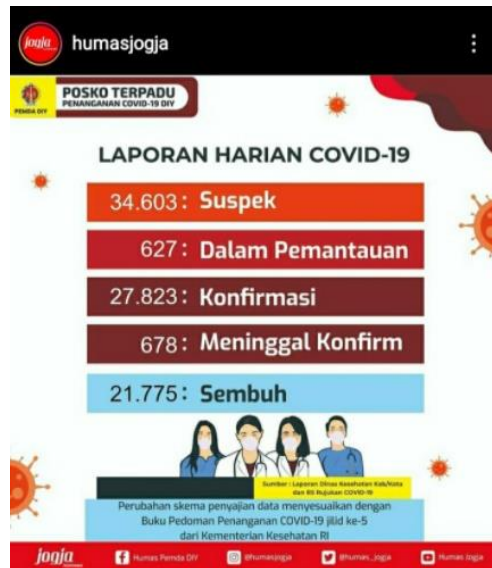 jogja
humasjogja
PEMDA DIY
POSKO TERPADU
PENANGANAN COVID-19 DIY
LAPORAN HARIAN COVID-19
34.603: Suspek
627: Dalam Pemantauan
27.823: Konfirmasi
678: Meninggal Konfirm
21.775: Sembuh
Sumber : Laporan Dinas Kesehatan Kab/Kota
dan RS Rujukan COVID-19
Perubahan skema penyajian data menyesuaikan dengan
Buku Pedoman Penanganan COVID-19 jilid ke-5
dari Kementerian Kesehatan RI
jogja
Humas Pemda DIY
@humasjogja
@humas_jogja
Humas Jogja